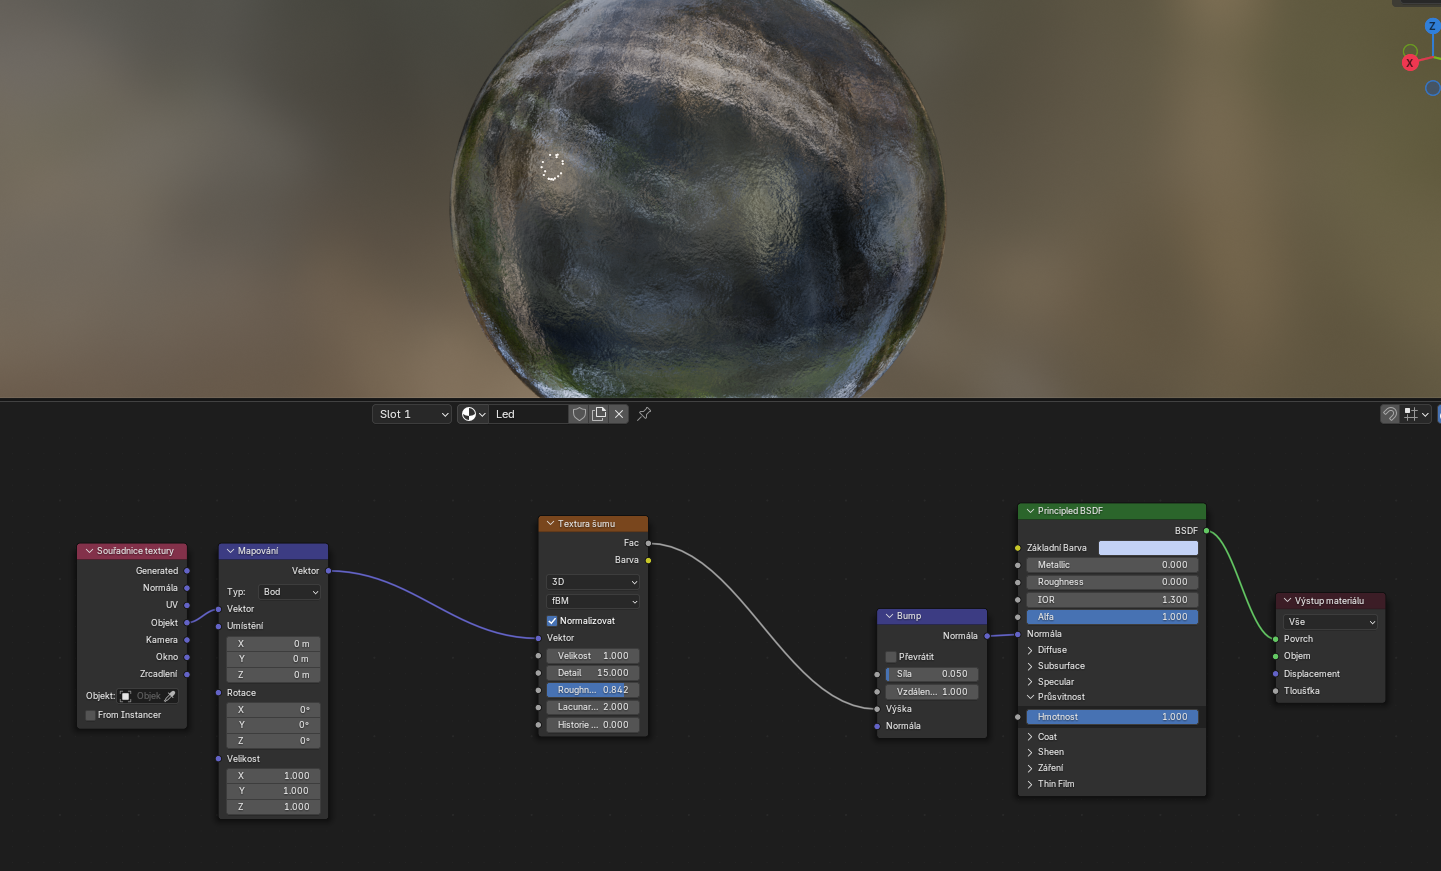 Z
X
Slot 1
Led
Souřadnice textury
Generated
Normála
UV
Objekt
Kamera
Okno
Zrcadlení
Objekt:
Objek
From Instancer
Mapování
Vektor
Typ: Bod
Vektor
Umístění
X 0 m
Y 0 m
Z 0 m
Rotace
X 0°
Y 0°
Z 0°
Velikost
X 1.000
Y 1.000
Z 1.000
Textura šumu
Fac
Barva
3D
fBM
Normalizovat
Vektor
Velikost 1.000
Detail 15.000
Roughn... 0.842
Lacunar... 2.000
Historie ... 0.000
Bump
Normála
Převrátit
Síla 0.050
Vzdálen... 1.000
Výška
Normála
Principled BSDF
BSDF
Základní Barva
Metallic 0.000
Roughness 0.000
IOR 1.300
Alfa 1.000
Normála
Diffuse
Subsurface
Specular
Průsvitnost
Hmotnost 1.000
Coat
Sheen
Záření
Thin Film
Výstup materiálu
Vše
Povrch
Objem
Displacement
Tloušťka